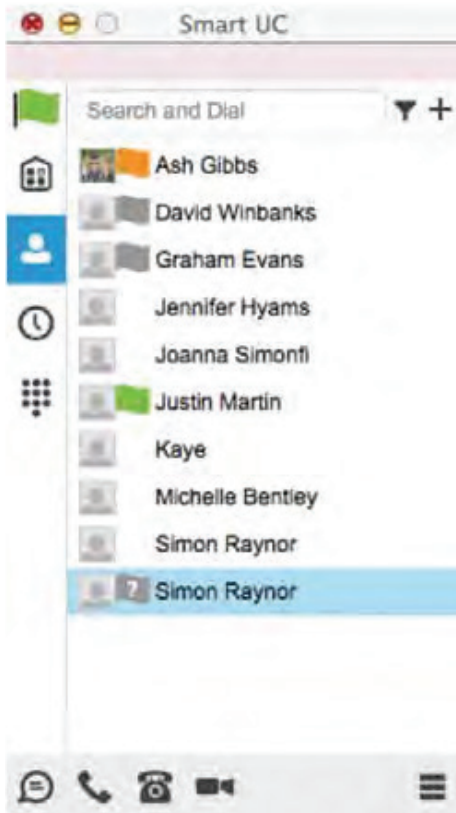 Smart UC
Search and Dial
Ash Gibbs
David Winbanks
Graham Evans
Jennifer Hyams
Joanna Simonfi
Justin Martin
Kaye
Michelle Bentley
Simon Raynor
? Simon Raynor